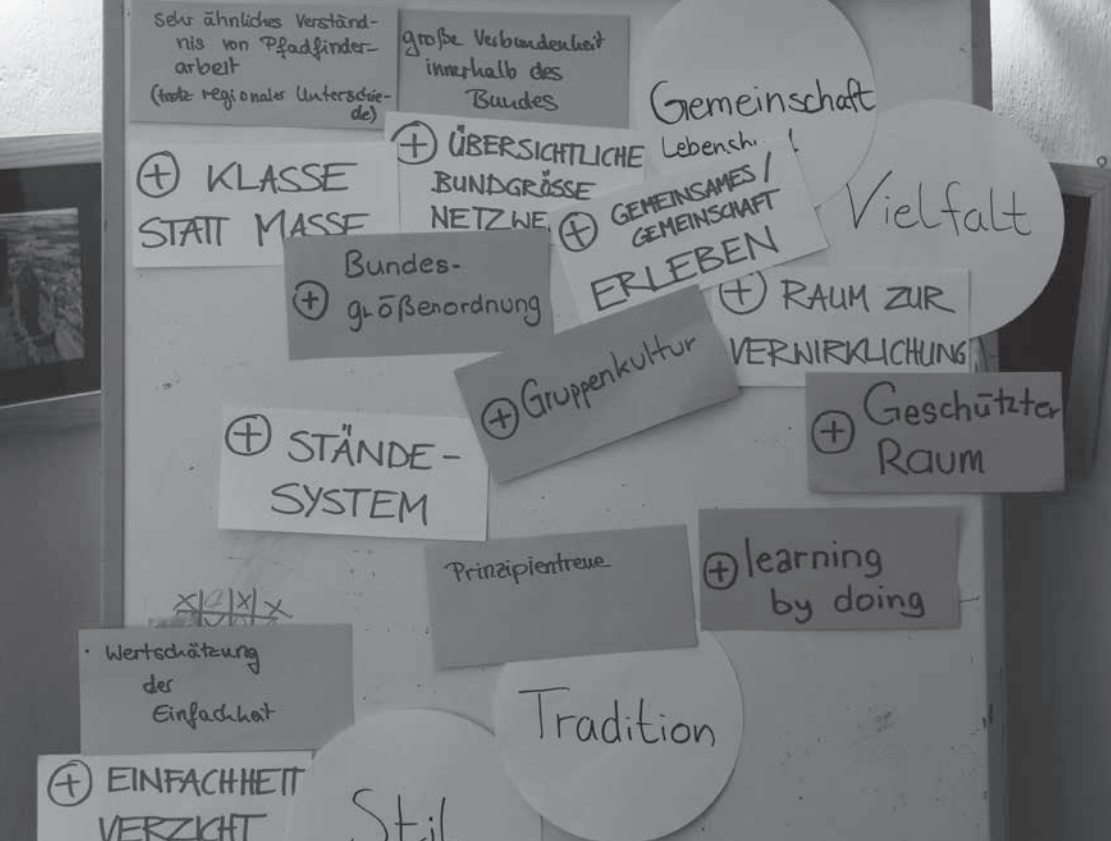 sehr ähnliches Verständ-
nis von Pfadfinder-
arbeit
(trotz regionaler Unterschie-
de)
große Verbundenheit
innerhalb des
Bundes
Gemeinschaft
Vielfalt
⊕ KLASSE
STATT MASSE
⊕ ÜBERSICHTLICHE
BUNDGRÖSSE
NETZWE
⊕ GEMEINSAMES /
GEMEINSCHAFT
ERLEBEN
⊕ Bundes-
größenordnung
⊕ RAUM ZUR
VERWIRKLICHUNG
⊕ Gruppenkultur
⊕ Geschützter
Raum
⊕ STÄNDE-
SYSTEM
Prinzipientreue
⊕ learning
by doing
X X X
· Wertschätzung
der
Einfachheit
Tradition
⊕ EINFACHHEIT
VERZICHT
Stil